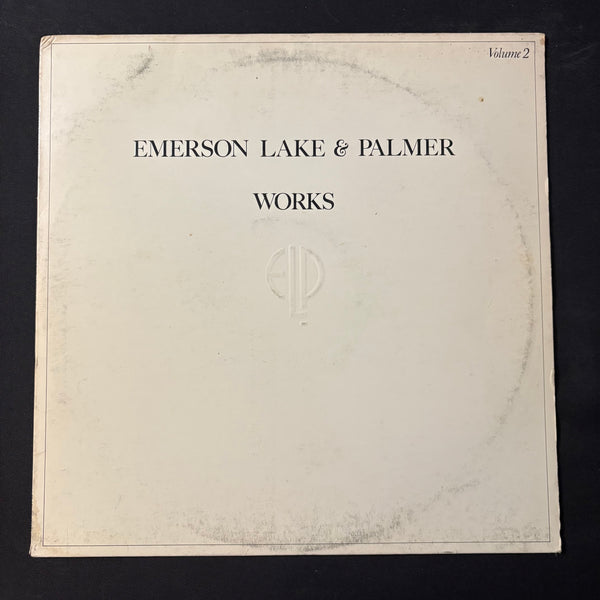 Volume 2
EMERSON LAKE & PALMER
WORKS
ELP